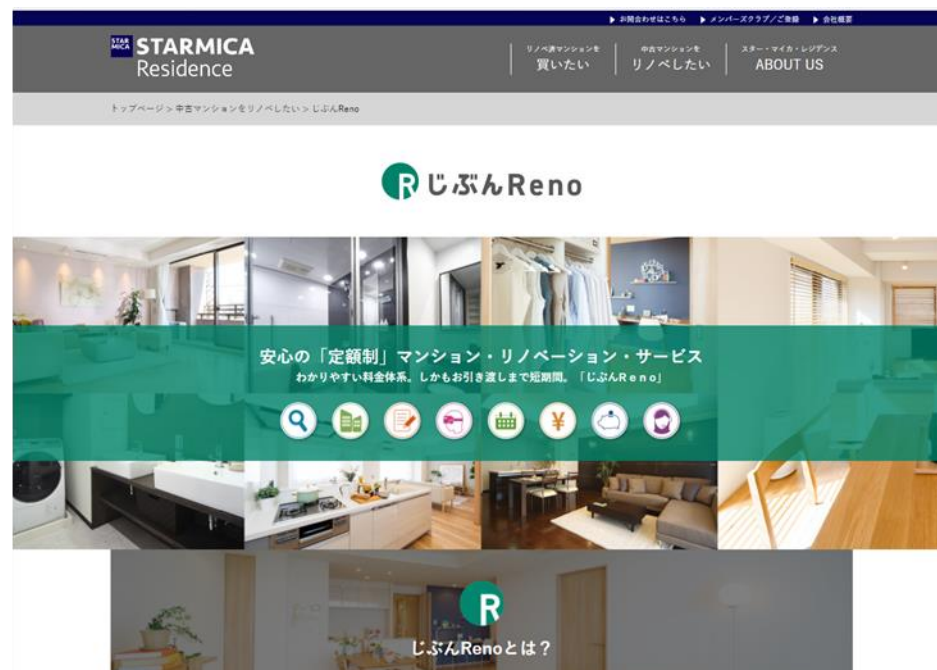 ▶ お問合わせはこちら ▶ メンバーズクラブ/ご登録 ▶ 会社概要
STAR MICA STARMICA Residence
リノベ済マンションを 買いたい
中古マンションを リノベしたい
スター・マイカ・レジデンス ABOUT US
トップページ > 中古マンションをリノベしたい > じぶんReno
R じぶんReno
安心の「定額制」マンション・リノベーション・サービス
わかりやすい料金体系。しかもお引き渡しまで短期間。「じぶんReno」
¥
R
じぶんRenoとは？